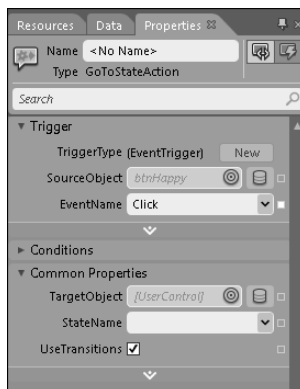 Resources Data Properties
Name <No Name>
Type GoToStateAction
Search
Trigger
TriggerType (EventTrigger) New
SourceObject btnHappy
EventName Click
Conditions
Common Properties
TargetObject [UserControl]
StateName
UseTransitions